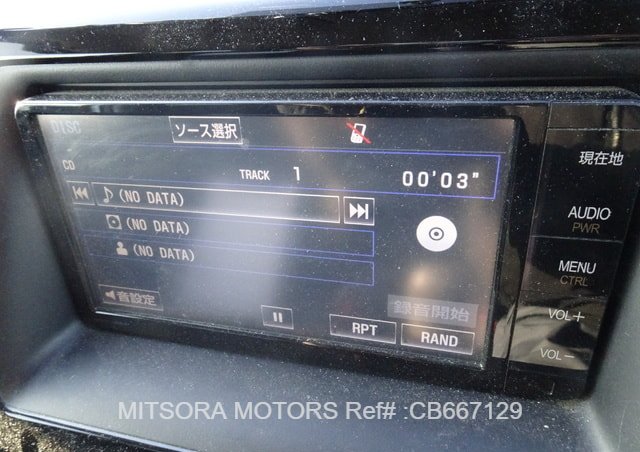 DISC ソース選択
現在地
CD
TRACK 1 00'03"
(NO DATA)
AUDIO
PWR
(NO DATA)
(NO DATA)
MENU
CTRL
音設定
録音開始
VOL+
RPT RAND
VOL-
MITSORA MOTORS Ref# :CB667129